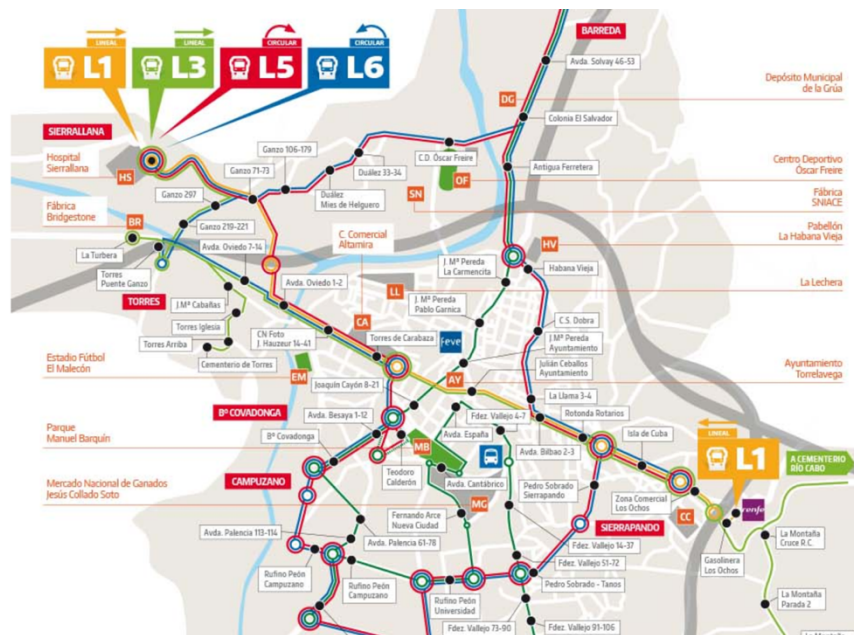 LINEAL
L1
LINEAL
L3
CIRCULAR
L5
CIRCULAR
L6
BARREDA
Avda. Solvay 46-53
Depósito Municipal
de la Grúa
DG
Colonia El Salvador
SIERRALLANA
Ganzo 106-179
Hospital
Sierrallana
HS
Ganzo 71-73
Duález 33-34
C.D. Óscar Freire
Antigua Ferretera
Centro Deportivo
Óscar Freire
OF
Ganzo 297
Duález
Mies de Helguero
SN
Fábrica
SNIACE
Fábrica
Bridgestone
BR
Ganzo 219-221
C. Comercial
Altamira
Pabellón
La Habana Vieja
HV
Avda. Oviedo 7-14
La Turbera
Torres
Puente Ganzo
J. Mª Pereda
La Carmencita
Habana Vieja
Avda. Oviedo 1-2
LL
La Lechera
TORRES
J.Mª Cabañas
J. Mª Pereda
Pablo Garnica
Torres Iglesia
CA
C.S. Dobra
CN Foto
J. Hauzeur 14-41
Torres de Carabaza
feve
J. Mª Pereda
Ayuntamiento
Torres Arriba
Estadio Fútbol
El Malecón
Cementerio de Torres
EM
Joaquín Cayón 8-21
AY
Julián Ceballos
Ayuntamiento
Ayuntamiento
Torrelavega
La Llama 3-4
Bº COVADONGA
Avda. Besaya 1-12
Fdez. Vallejo 4-7
Rotonda Rotarios
Parque
Manuel Barquín
Bº Covadonga
MB
Avda. España
Avda. Bilbao 2-3
Isla de Cuba
LINEAL
L1
A CEMENTERIO
RÍO CABO
Teodoro
Calderón
CAMPUZANO
Avda. Cantábrico
Pedro Sobrado
Sierrapando
Zona Comercial
Los Ochos
Mercado Nacional de Ganados
Jesús Collado Soto
MG
renfe
Fernando Arce
Nueva Ciudad
SIERRAPANDO
CC
Avda. Palencia 113-114
Avda. Palencia 61-78
Fdez. Vallejo 14-37
Gasolinera
Los Ochos
La Montaña
Cruce R.C.
Fdez. Vallejo 51-72
Rufino Peón
Campuzano
Rufino Peón
Campuzano
Rufino Peón
Universidad
Pedro Sobrado - Tanos
La Montaña
Parada 2
Fdez. Vallejo 73-90
Fdez. Vallejo 91-106
La Montaña